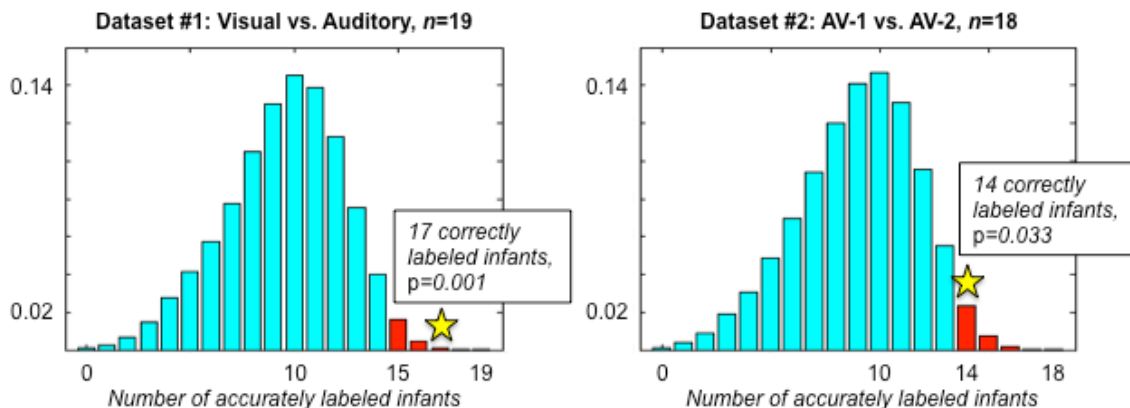 Dataset #1: Visual vs. Auditory, n=19
0.14
0.02
17 correctly
labeled infants,
p=0.001
0 10 15 19
Number of accurately labeled infants
Dataset #2: AV-1 vs. AV-2, n=18
0.14
0.02
14 correctly
labeled infants,
p=0.033
0 10 14 18
Number of accurately labeled infants